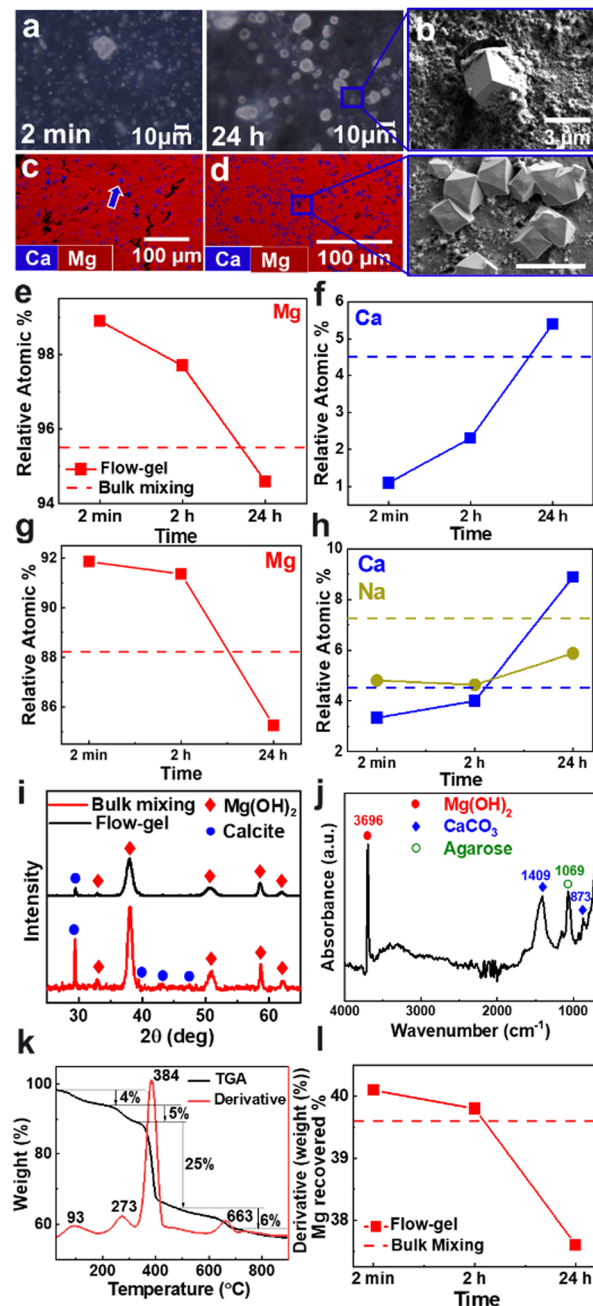 a
2 min
10µm
24 h
10µm
b
3 µm
c
Ca Mg
100 µm
d
Ca Mg
100 µm
e
Mg
Relative Atomic %
98
96
94
Flow-gel
Bulk mixing
2 min 2 h 24 h
Time
f
Ca
Relative Atomic %
6
5
4
3
2
1
2 min 2 h 24 h
Time
g
Mg
Relative Atomic %
92
90
88
86
2 min 2 h 24 h
Time
h
Ca
Na
Relative Atomic %
10
8
6
4
2
2 min 2 h 24 h
Time
i
Bulk mixing
Flow-gel
Mg(OH)₂
Calcite
Intensity
30 40 50 60
2θ (deg)
j
Mg(OH)₂
CaCO₃
Agarose
3696
1409
1069
873
Absorbance (a.u.)
4000 3000 2000 1000
Wavenumber (cm⁻¹)
k
TGA
Derivative
384
4%
5%
25%
6%
93
273
663
Weight (%)
100
80
60
200 400 600 800
Temperature (°C)
Derivative (weight (%))
l
Mg recovered %
40
39
38
Flow-gel
Bulk Mixing
2 min 2 h 24 h
Time